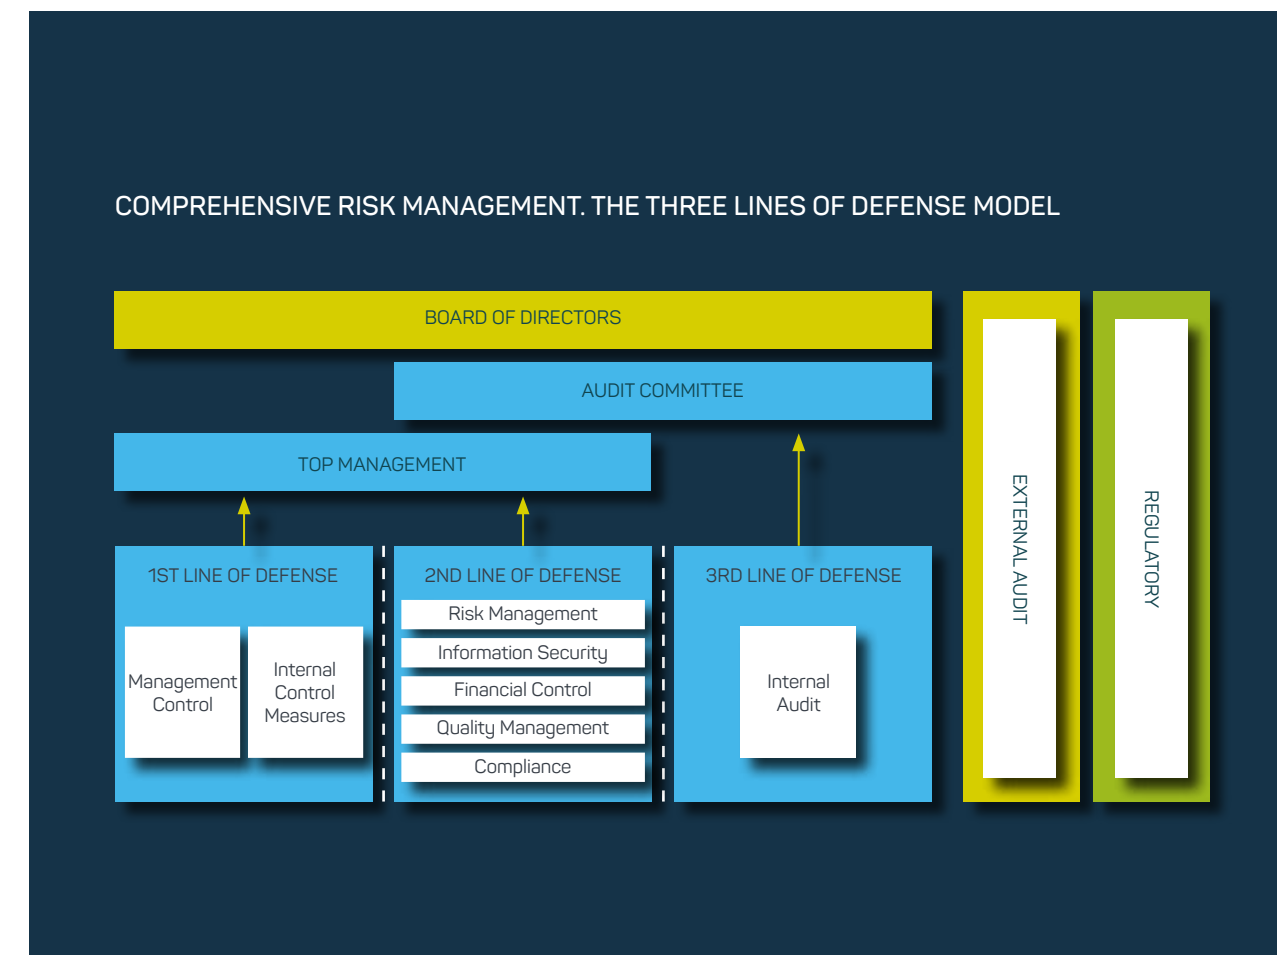 COMPREHENSIVE RISK MANAGEMENT. THE THREE LINES OF DEFENSE MODEL
BOARD OF DIRECTORS
AUDIT COMMITTEE
TOP MANAGEMENT
1ST LINE OF DEFENSE
Management
Control
Internal
Control
Measures
2ND LINE OF DEFENSE
Risk Management
Information Security
Financial Control
Quality Management
Compliance
3RD LINE OF DEFENSE
Internal
Audit
EXTERNAL AUDIT
REGULATORY